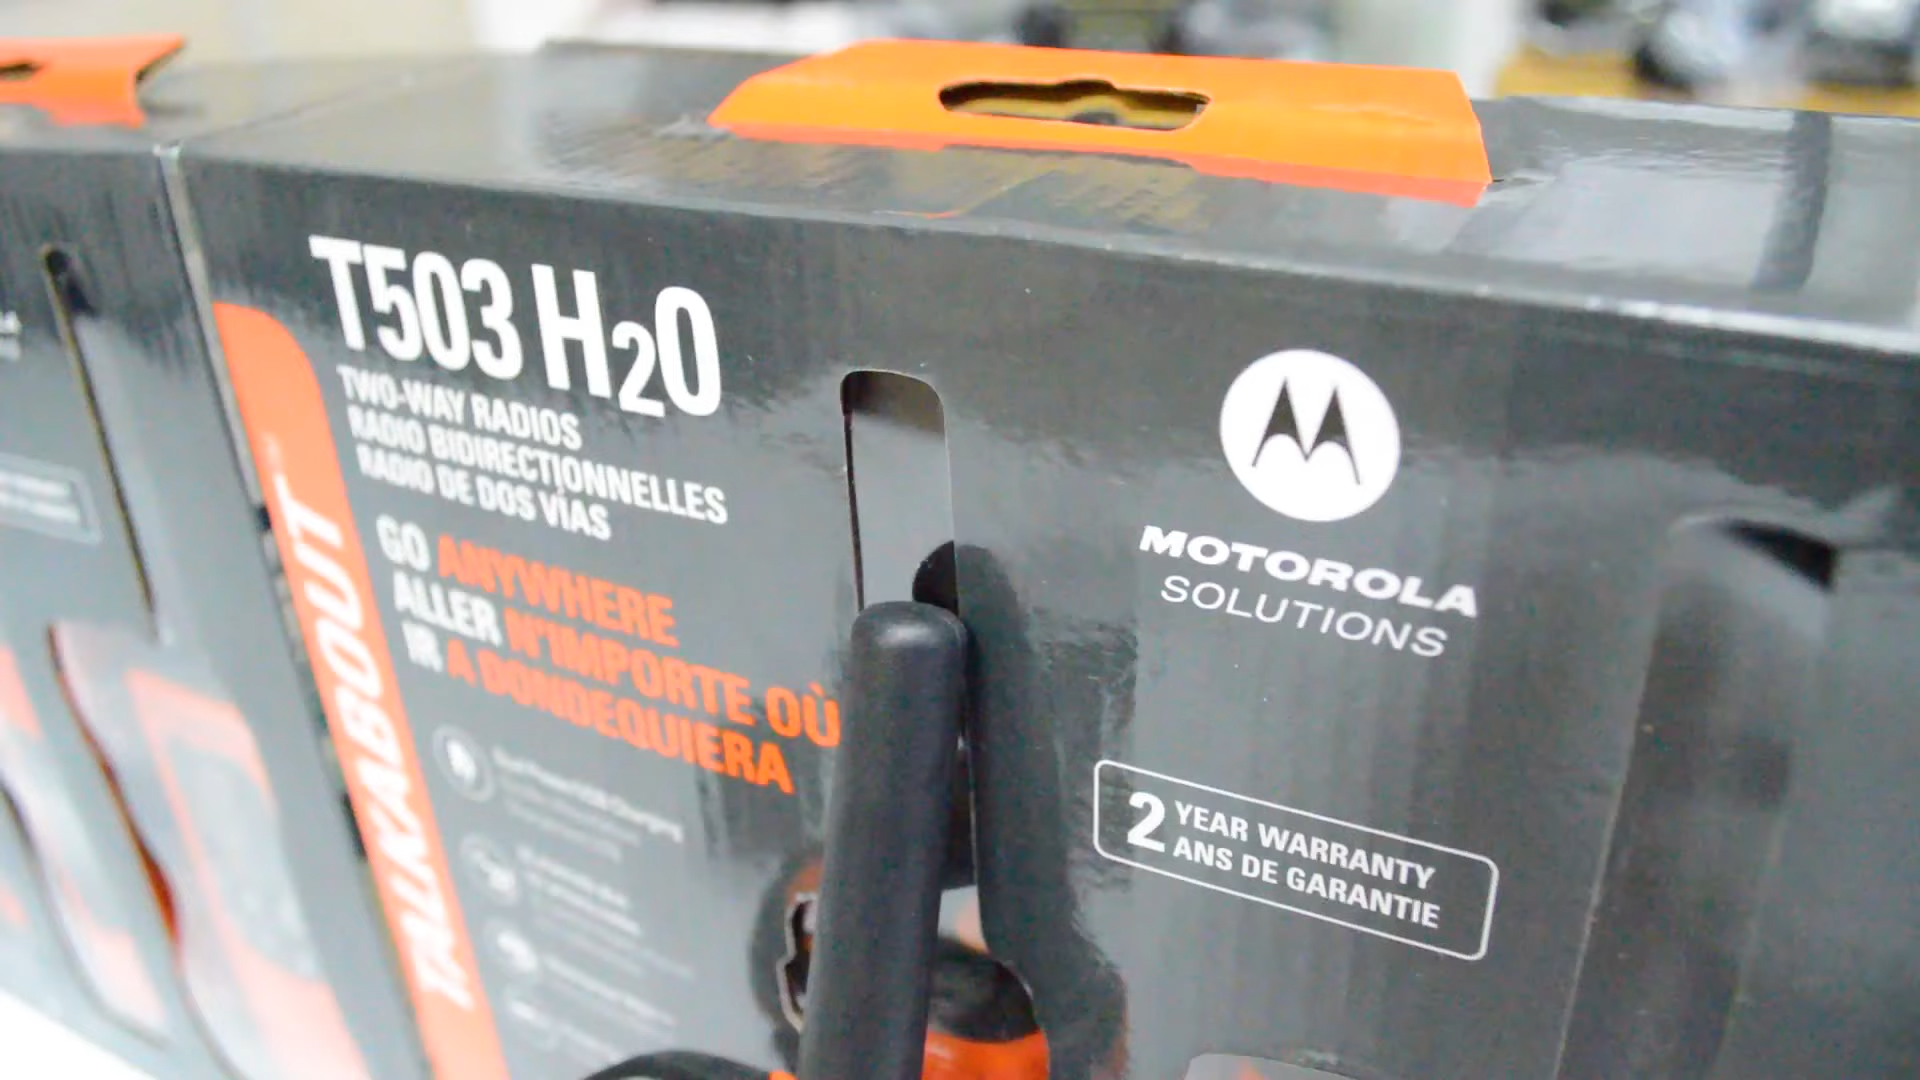 T503 H2O
TWO-WAY RADIOS
RADIO BIDIRECTIONNELLES
RADIO DE DOS VÍAS
GO ANYWHERE
ALLER N'IMPORTE OÙ
IR A DONDEQUIERA
TALKABOUT
MOTOROLA
SOLUTIONS
2 YEAR WARRANTY
ANS DE GARANTIE